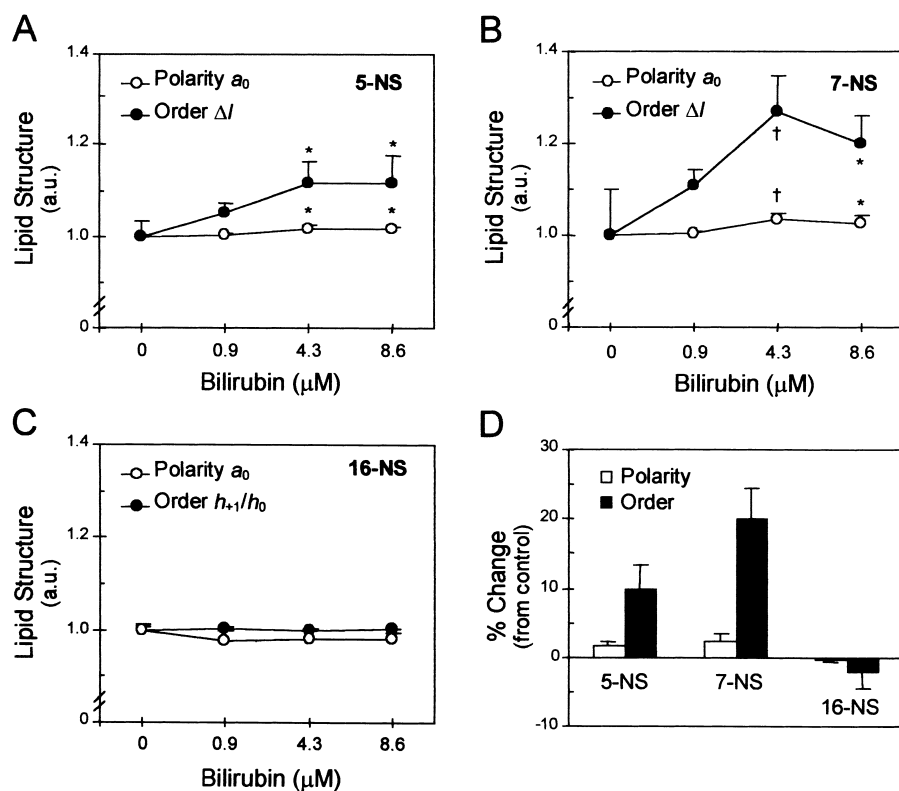 A
Lipid Structure
(a.u.)
1.4
1.2
1.0
0
Polarity a0
Order ΔI
5-NS
*
*
*
*
0
0.9
4.3
8.6
Bilirubin (μM)
B
Lipid Structure
(a.u.)
1.4
1.2
1.0
0
Polarity a0
Order ΔI
7-NS
†
*
†
*
0
0.9
4.3
8.6
Bilirubin (μM)
C
Lipid Structure
(a.u.)
1.4
1.2
1.0
0
Polarity a0
Order h+1/h0
16-NS
0
0.9
4.3
8.6
Bilirubin (μM)
D
% Change
(from control)
30
20
10
0
-10
Polarity
Order
5-NS
7-NS
16-NS